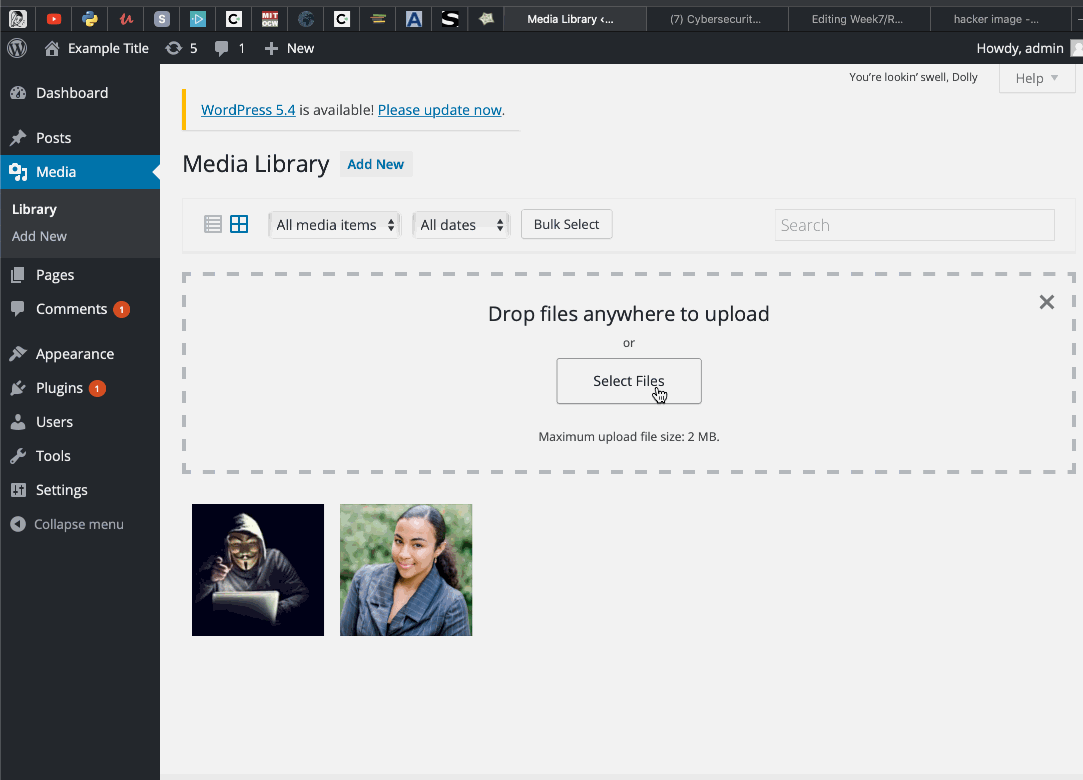 Media Library ‹...
(7) Cybersecurit...
Editing Week7/R...
hacker image -...
Example Title
5
1
New
Howdy, admin
You're lookin' swell, Dolly
Help
Dashboard
Posts
Media
Library
Add New
Pages
Comments 1
Appearance
Plugins 1
Users
Tools
Settings
Collapse menu
WordPress 5.4 is available! Please update now.
Media Library
Add New
All media items
All dates
Bulk Select
Search
Drop files anywhere to upload
or
Select Files
Maximum upload file size: 2 MB.